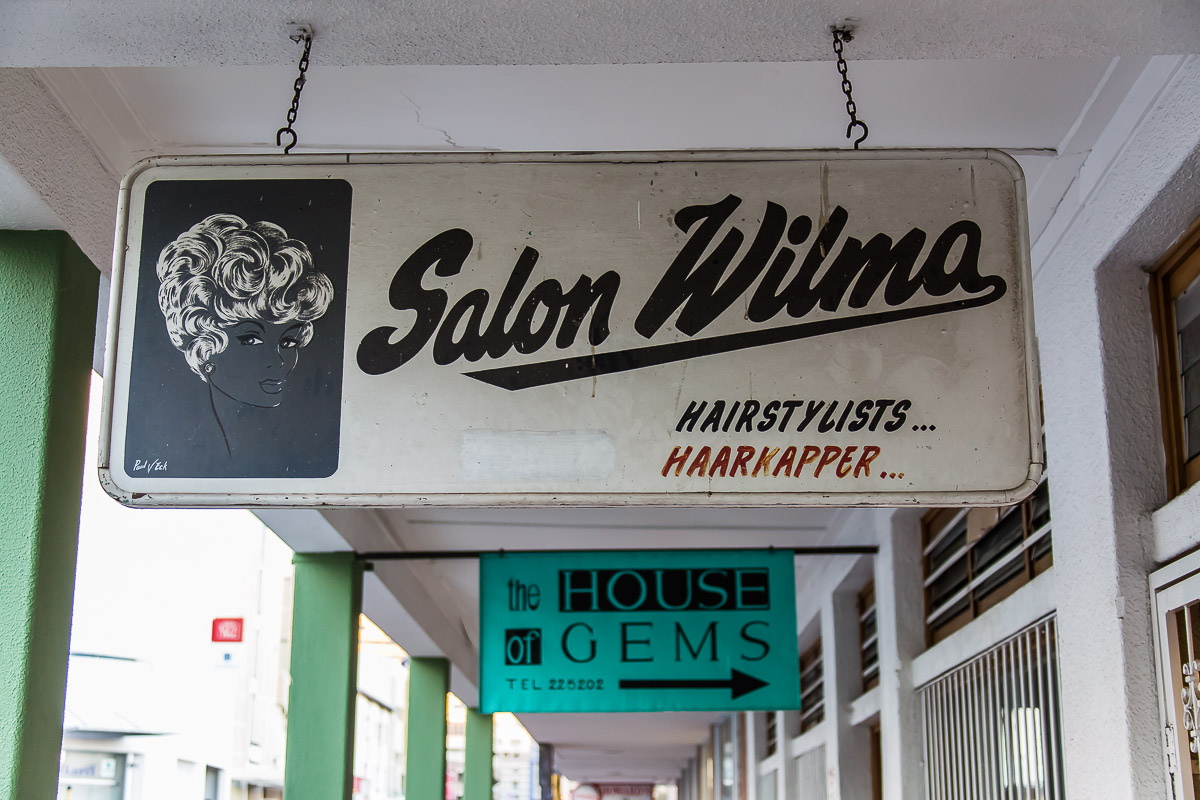 Salon Wilma
HAIRSTYLISTS...
HAARKAPPER...
the HOUSE
of GEMS
TEL 225202